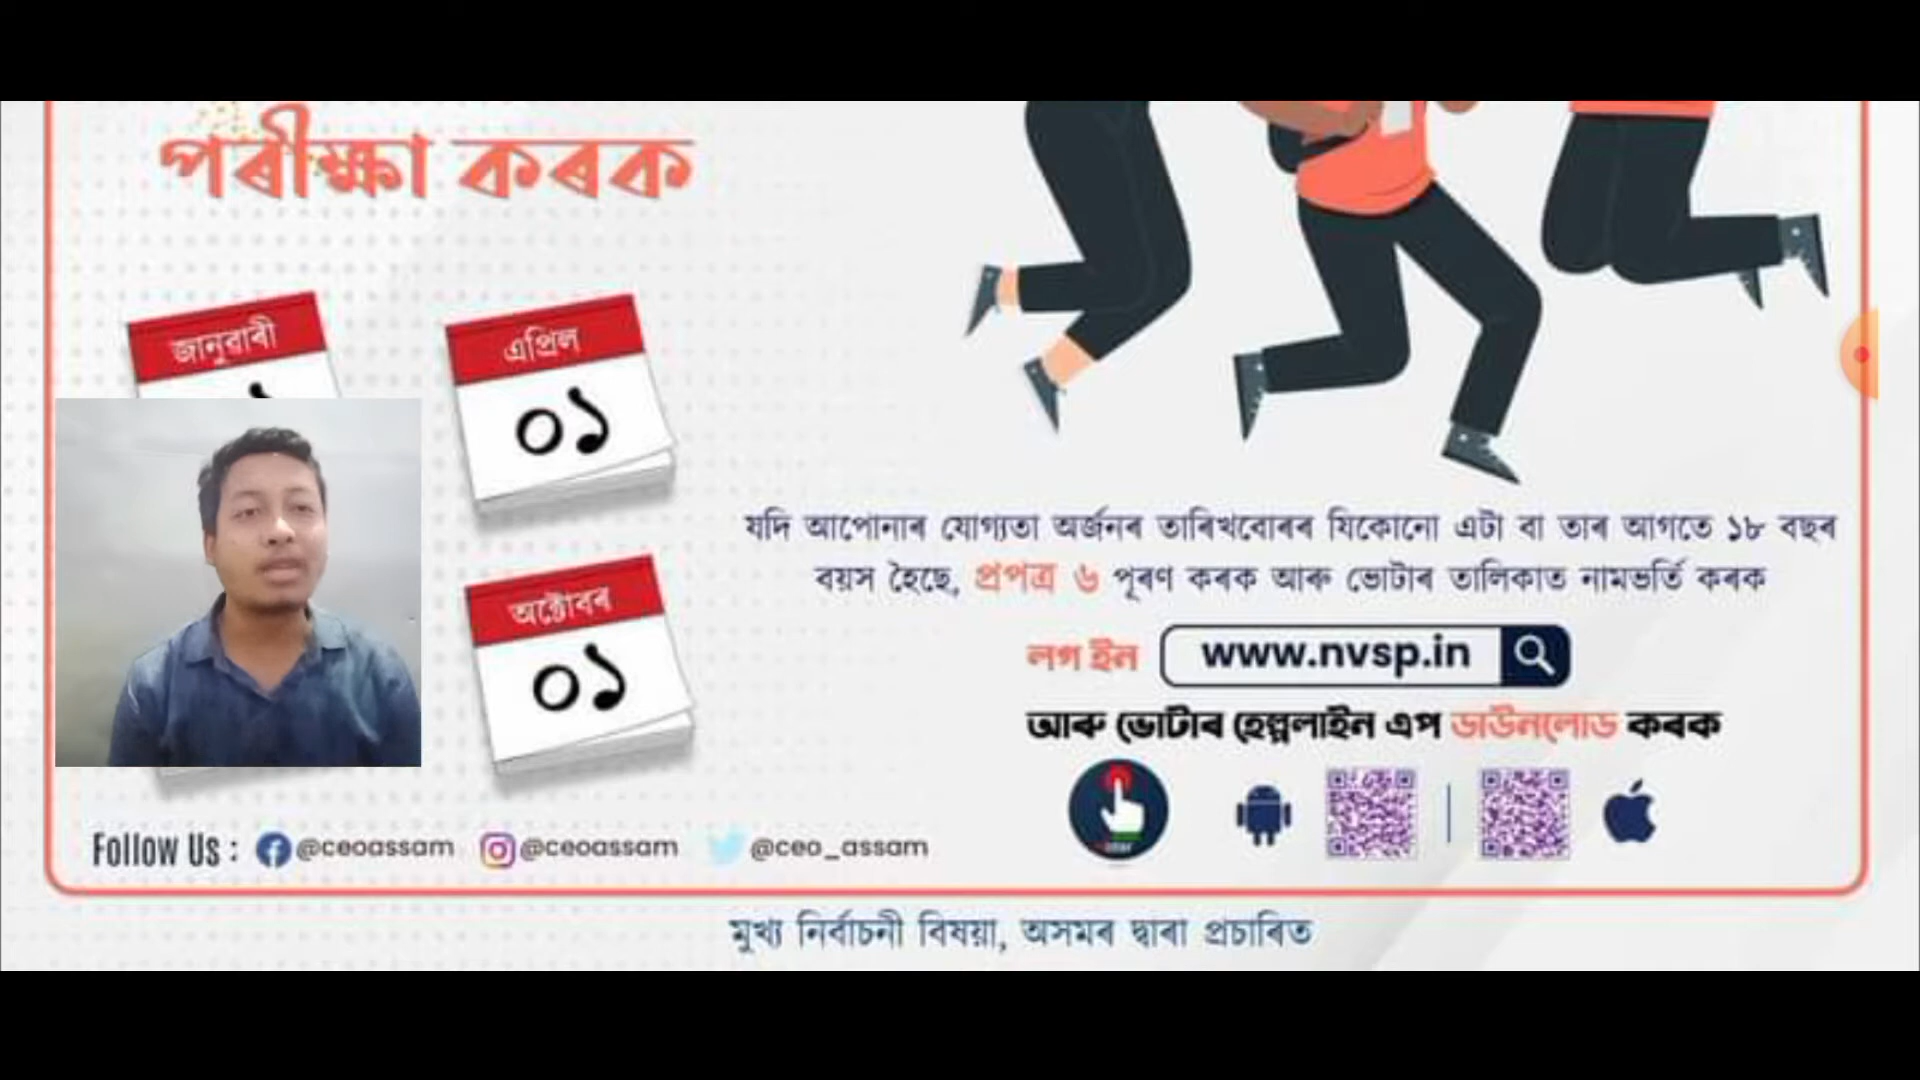 পৰীক্ষা কৰক
জানুৱাৰী
এপ্ৰিল
০১
অক্টোবৰ
০১
যদি আপোনাৰ যোগ্যতা অৰ্জনৰ তাৰিখবোৰৰ যিকোনো এটা বা তাৰ আগতে ১৮ বছৰ
বয়স হৈছে, প্ৰপত্ৰ ৬ পূৰণ কৰক আৰু ভোটাৰ তালিকাত নামভৰ্তি কৰক
লগ ইন www.nvsp.in
আৰু ভোটাৰ হেল্পলাইন এপ ডাউনলোড কৰক
Follow Us : @ceoassam @ceoassam @ceo_assam
মুখ্য নিৰ্বাচনী বিষয়া, অসমৰ দ্বাৰা প্ৰচাৰিত